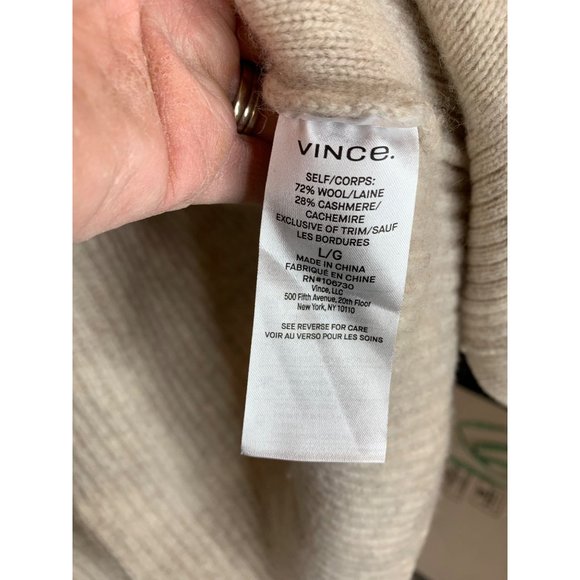 VINCe.
SELF/CORPS:
72% WOOL/LAINE
28% CASHMERE/
CACHEMIRE
EXCLUSIVE OF TRIM/SAUF
LES BORDURES
L/G
MADE IN CHINA
FABRIQUÉ EN CHINE
RN#106730
Vince, LLC
500 Fifth Avenue, 20th Floor
New York, NY 10110
SEE REVERSE FOR CARE
VOIR AU VERSO POUR LES SOINS